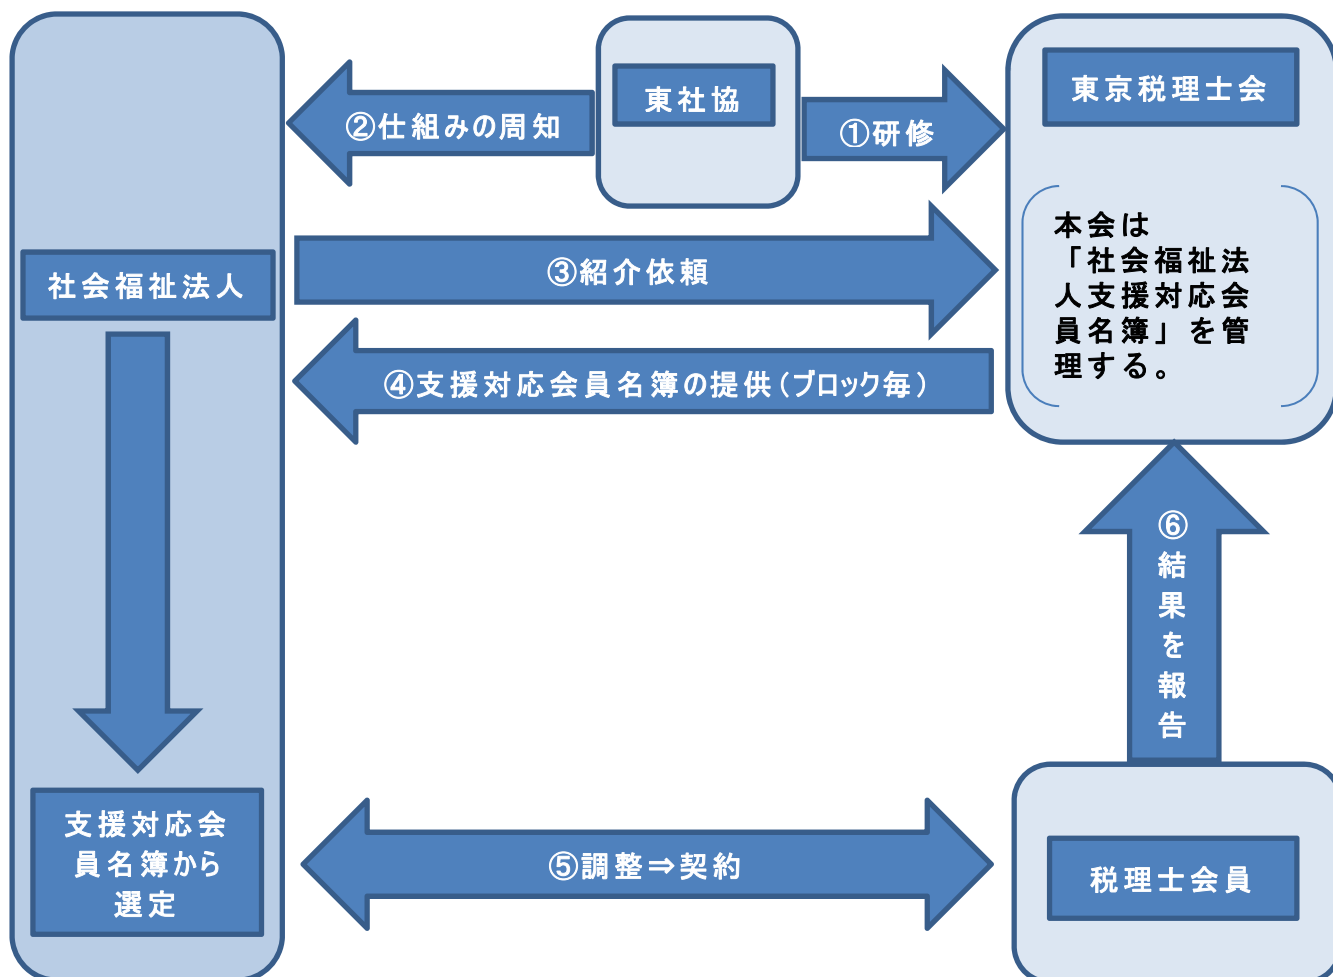 東社協
東京税理士会
②仕組みの周知
①研修
本会は
「社会福祉法
人支援対応会
員名簿」を管
理する。
社会福祉法人
③紹介依頼
④支援対応会員名簿の提供（ブロック毎）
⑥結果を報告
支援対応会
員名簿から
選定
⑤調整⇒契約
税理士会員